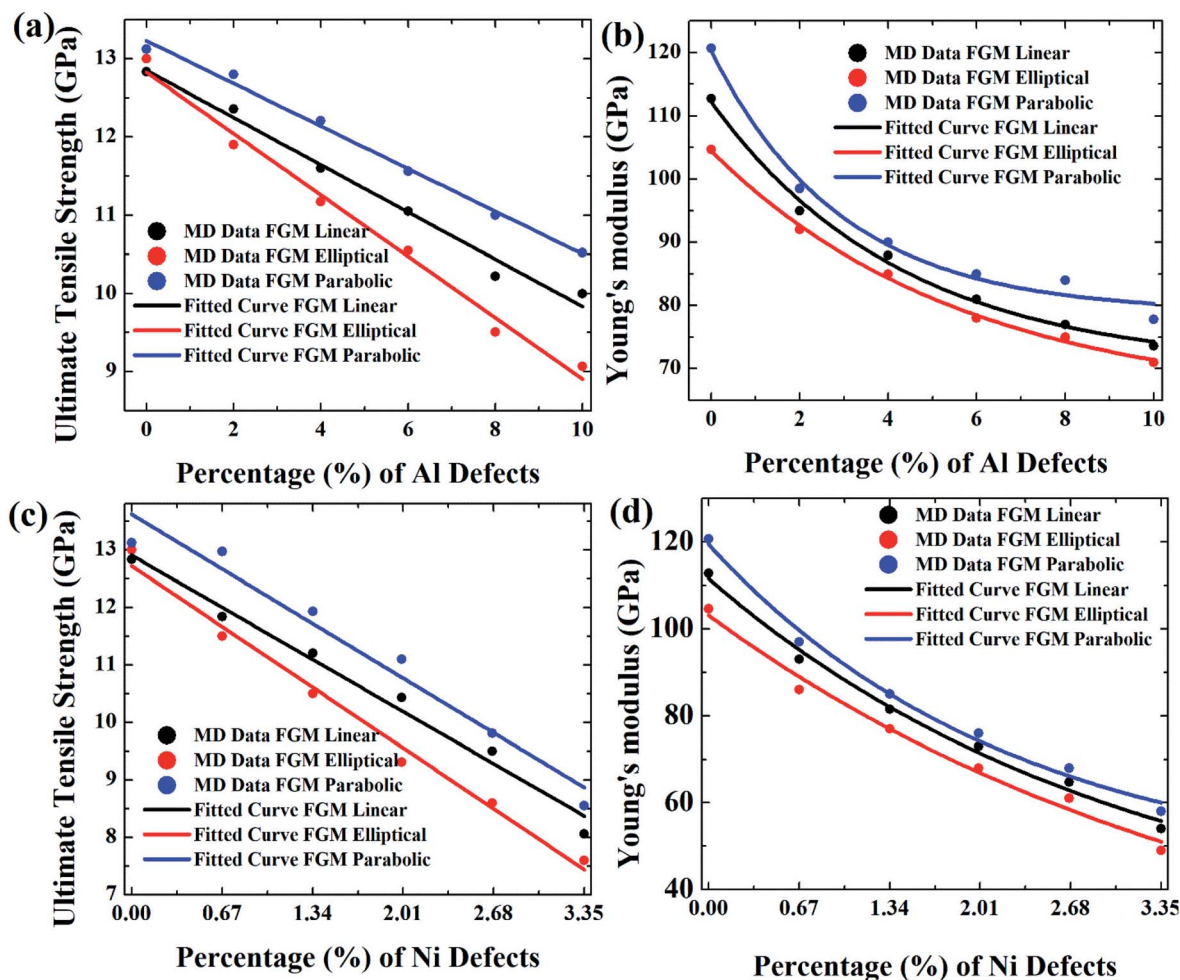 (a)
Ultimate Tensile Strength (GPa)
13
12
11
10
9
MD Data FGM Linear
MD Data FGM Elliptical
MD Data FGM Parabolic
Fitted Curve FGM Linear
Fitted Curve FGM Elliptical
Fitted Curve FGM Parabolic
0 2 4 6 8 10
Percentage (%) of Al Defects
(b)
Young's modulus (GPa)
120
110
100
90
80
70
MD Data FGM Linear
MD Data FGM Elliptical
MD Data FGM Parabolic
Fitted Curve FGM Linear
Fitted Curve FGM Elliptical
Fitted Curve FGM Parabolic
0 2 4 6 8 10
Percentage (%) of Al Defects
(c)
Ultimate Tensile Strength (GPa)
13
12
11
10
9
8
7
MD Data FGM Linear
MD Data FGM Elliptical
MD Data FGM Parabolic
Fitted Curve FGM Linear
Fitted Curve FGM Elliptical
Fitted Curve FGM Parabolic
0.00 0.67 1.34 2.01 2.68 3.35
Percentage (%) of Ni Defects
(d)
Young's modulus (GPa)
120
100
80
60
40
MD Data FGM Linear
MD Data FGM Elliptical
MD Data FGM Parabolic
Fitted Curve FGM Linear
Fitted Curve FGM Elliptical
Fitted Curve FGM Parabolic
0.00 0.67 1.34 2.01 2.68 3.35
Percentage (%) of Ni Defects